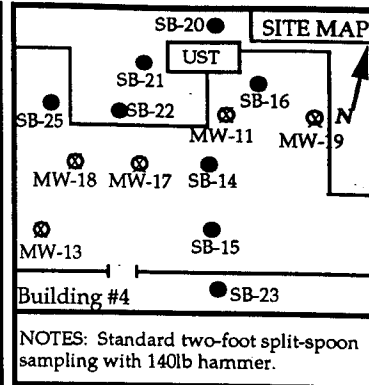 SB-20
SITE MAP
UST
SB-21
SB-16
SB-25
SB-22
MW-11
MW-19
N
MW-18
MW-17
SB-14
MW-13
SB-15
Building #4
SB-23
NOTES: Standard two-foot split-spoon
sampling with 140lb hammer.